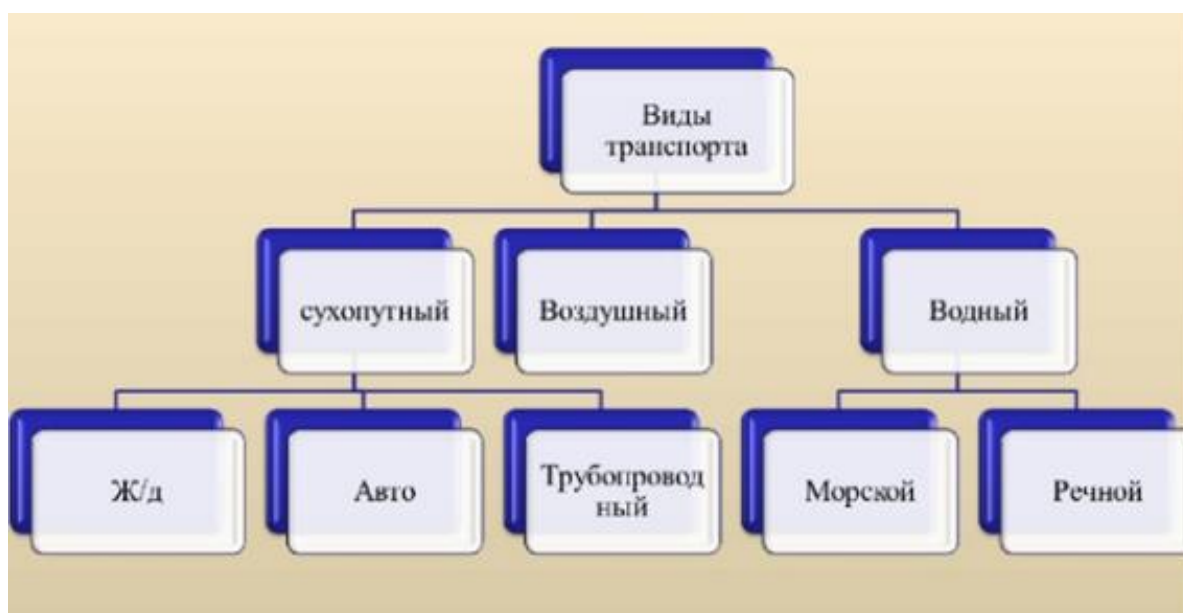 Виды
транспорта
сухопутный
Воздушный
Водный
Ж/д
Авто
Трубопровод
ный
Морской
Речной